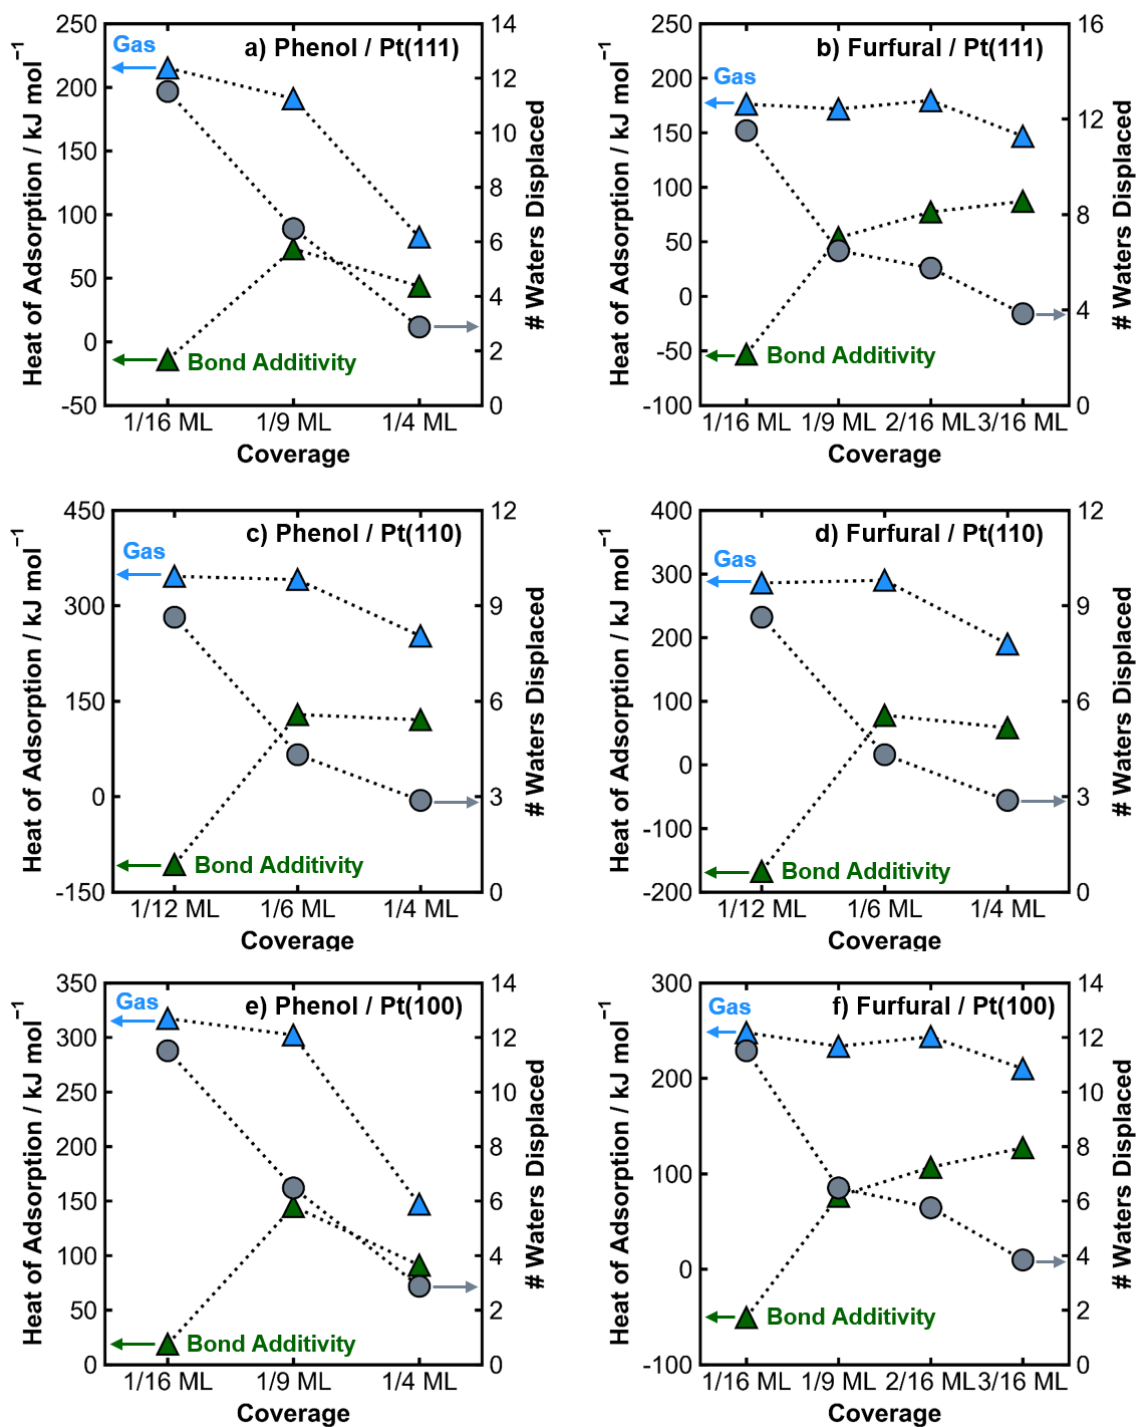 a) Phenol / Pt(111)
Gas
Bond Additivity
Heat of Adsorption / kJ mol⁻¹
250
200
150
100
50
0
-50
14
12
10
8
6
4
2
0
# Waters Displaced
1/16 ML 1/9 ML 1/4 ML
Coverage
b) Furfural / Pt(111)
Gas
Bond Additivity
Heat of Adsorption / kJ mol⁻¹
250
200
150
100
50
0
-50
-100
16
12
8
4
0
# Waters Displaced
1/16 ML 1/9 ML 2/16 ML 3/16 ML
Coverage
c) Phenol / Pt(110)
Gas
Bond Additivity
Heat of Adsorption / kJ mol⁻¹
450
300
150
0
-150
12
9
6
3
0
# Waters Displaced
1/12 ML 1/6 ML 1/4 ML
Coverage
d) Furfural / Pt(110)
Gas
Bond Additivity
Heat of Adsorption / kJ mol⁻¹
400
300
200
100
0
-100
-200
12
9
6
3
0
# Waters Displaced
1/12 ML 1/6 ML 1/4 ML
Coverage
e) Phenol / Pt(100)
Gas
Bond Additivity
Heat of Adsorption / kJ mol⁻¹
350
300
250
200
150
100
50
0
14
12
10
8
6
4
2
0
# Waters Displaced
1/16 ML 1/9 ML 1/4 ML
Coverage
f) Furfural / Pt(100)
Gas
Bond Additivity
Heat of Adsorption / kJ mol⁻¹
300
200
100
0
-100
14
12
10
8
6
4
2
0
# Waters Displaced
1/16 ML 1/9 ML 2/16 ML 3/16 ML
Coverage